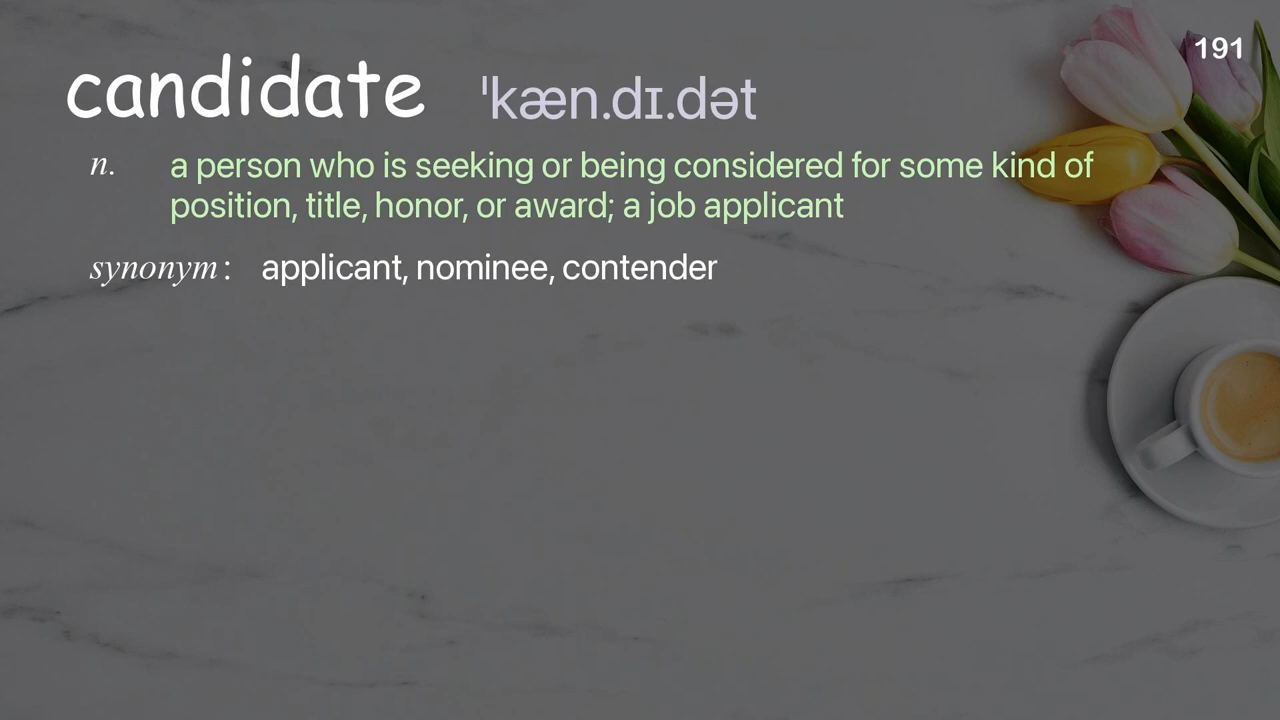 191
candidate ˈkæn.dɪ.dət
n. a person who is seeking or being considered for some kind of
position, title, honor, or award; a job applicant
synonym: applicant, nominee, contender